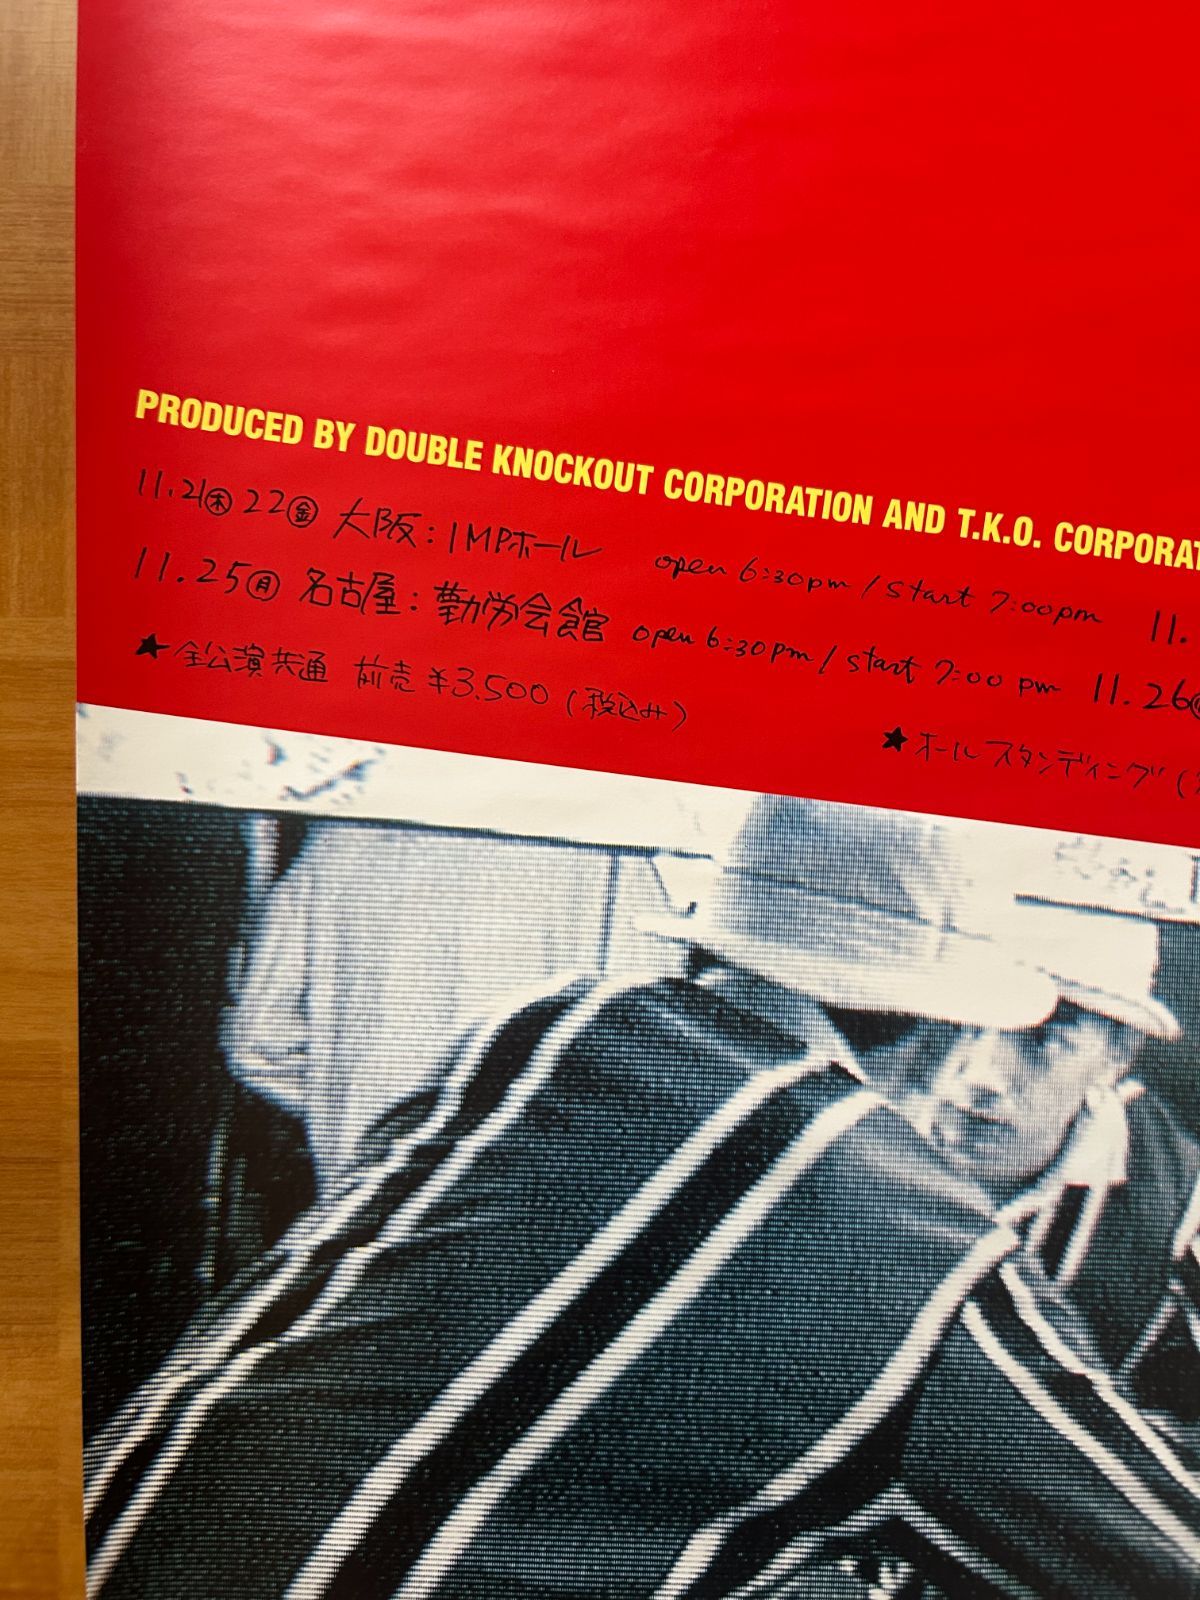 PRODUCED BY DOUBLE KNOCKOUT CORPORATION AND T.K.O. CORPORAT
11.21㊍ 22㊎ 大阪：IMPホール open 6:30pm / start 7:00pm 11.
11.25㊊ 名古屋：勤労会館 open 6:30pm / start 7:00 pm 11.26
★全公演共通 前売 ¥3,500 (税込み)
★オールスタンディング (